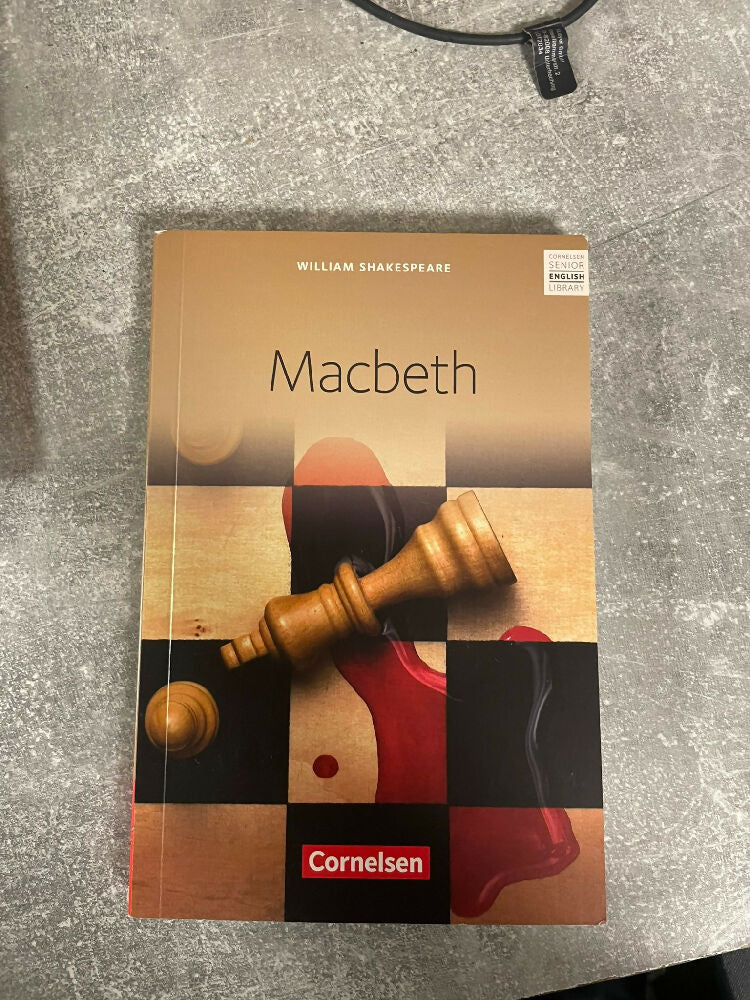 WILLIAM SHAKESPEARE
CORNELSEN
SENIOR
ENGLISH
LIBRARY
Macbeth
Cornelsen